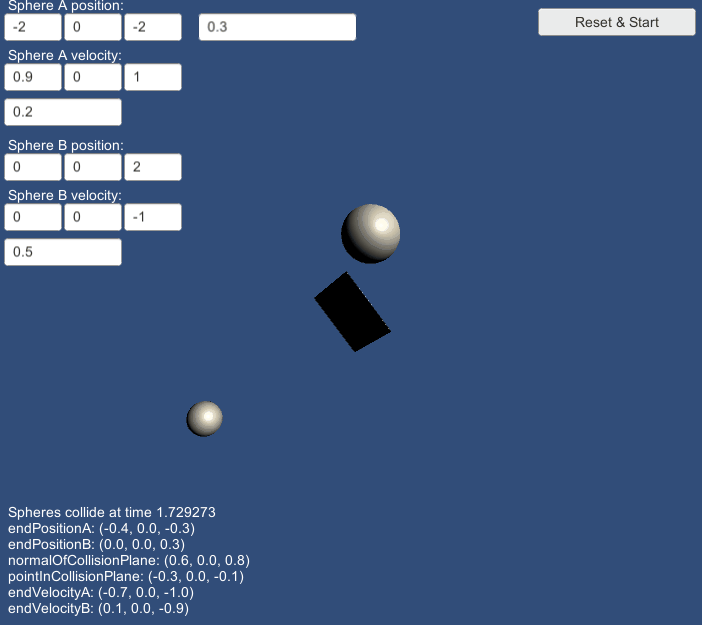 Sphere A position:
-2 0 -2 0.3 Reset & Start
Sphere A velocity:
0.9 0 1
0.2
Sphere B position:
0 0 2
Sphere B velocity:
0 0 -1
0.5
Spheres collide at time 1.729273
endPositionA: (-0.4, 0.0, -0.3)
endPositionB: (0.0, 0.0, 0.3)
normalOfCollisionPlane: (0.6, 0.0, 0.8)
pointInCollisionPlane: (-0.3, 0.0, -0.1)
endVelocityA: (-0.7, 0.0, -1.0)
endVelocityB: (0.1, 0.0, -0.9)